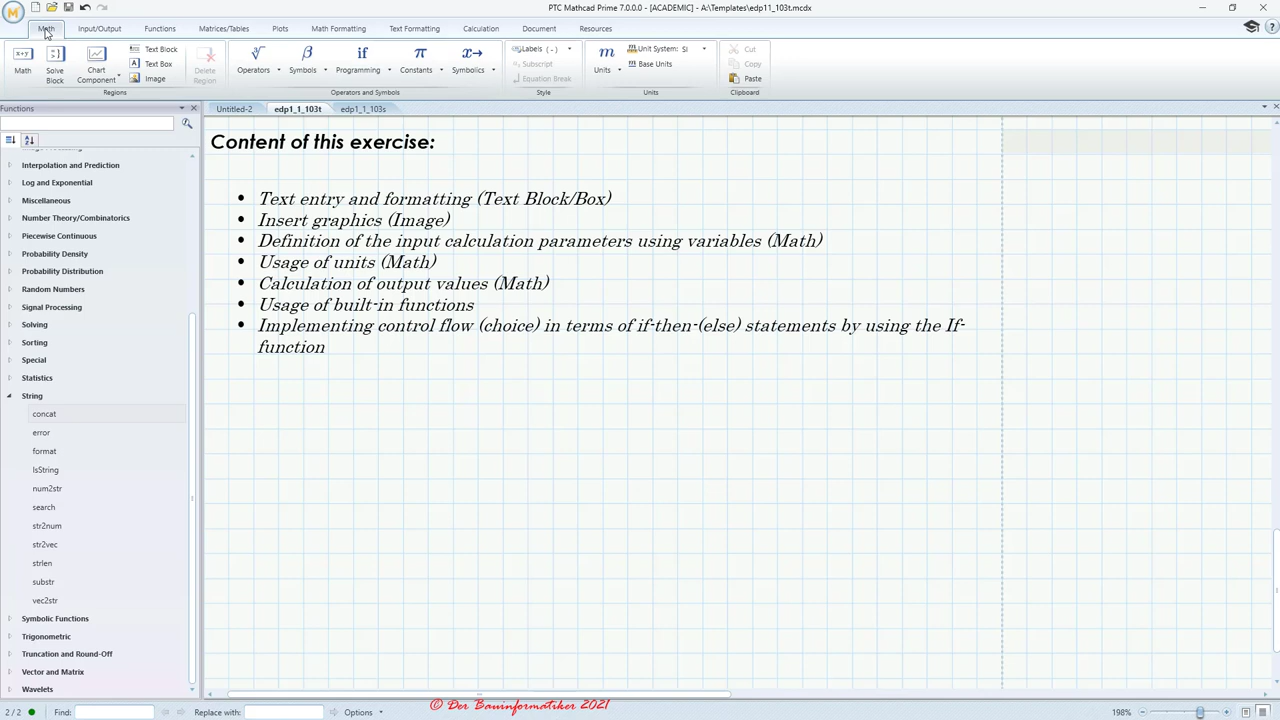 PTC Mathcad Prime 7.0.0.0 - [ACADEMIC] - A:\Templates\edp11_103t.mcdx
Math Input/Output Functions Matrices/Tables Plots Math Formatting Text Formatting Calculation Document Resources
Math
Solve Block
Chart Component
Text Block
Text Box
Image
Delete Region
Regions
Operators
Symbols
Programming
Constants
Symbolics
Operators and Symbols
Labels ( - )
Subscript
Equation Break
Style
Units
Unit System: SI
Base Units
Units
Cut
Copy
Paste
Clipboard
Functions
Untitled-2 edp1_1_103t edp1_1_103s
Interpolation and Prediction
Log and Exponential
Miscellaneous
Number Theory/Combinatorics
Piecewise Continuous
Probability Density
Probability Distribution
Random Numbers
Signal Processing
Solving
Sorting
Special
Statistics
String
concat
error
format
IsString
num2str
search
str2num
str2vec
strlen
substr
vec2str
Symbolic Functions
Trigonometric
Truncation and Round-Off
Vector and Matrix
Wavelets
Content of this exercise:
• Text entry and formatting (Text Block/Box)
• Insert graphics (Image)
• Definition of the input calculation parameters using variables (Math)
• Usage of units (Math)
• Calculation of output values (Math)
• Usage of built-in functions
• Implementing control flow (choice) in terms of if-then-(else) statements by using the If-
function
© Der Bauinformatiker 2021
2 / 2 Find: Replace with: Options 198%